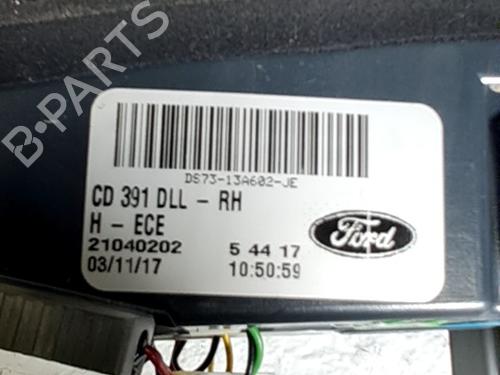 DS73-13A602-JE
CD 391 DLL - RH
H - ECE
21040202 5 44 17
03/11/17 10:50:59
Ford
B-PARTS